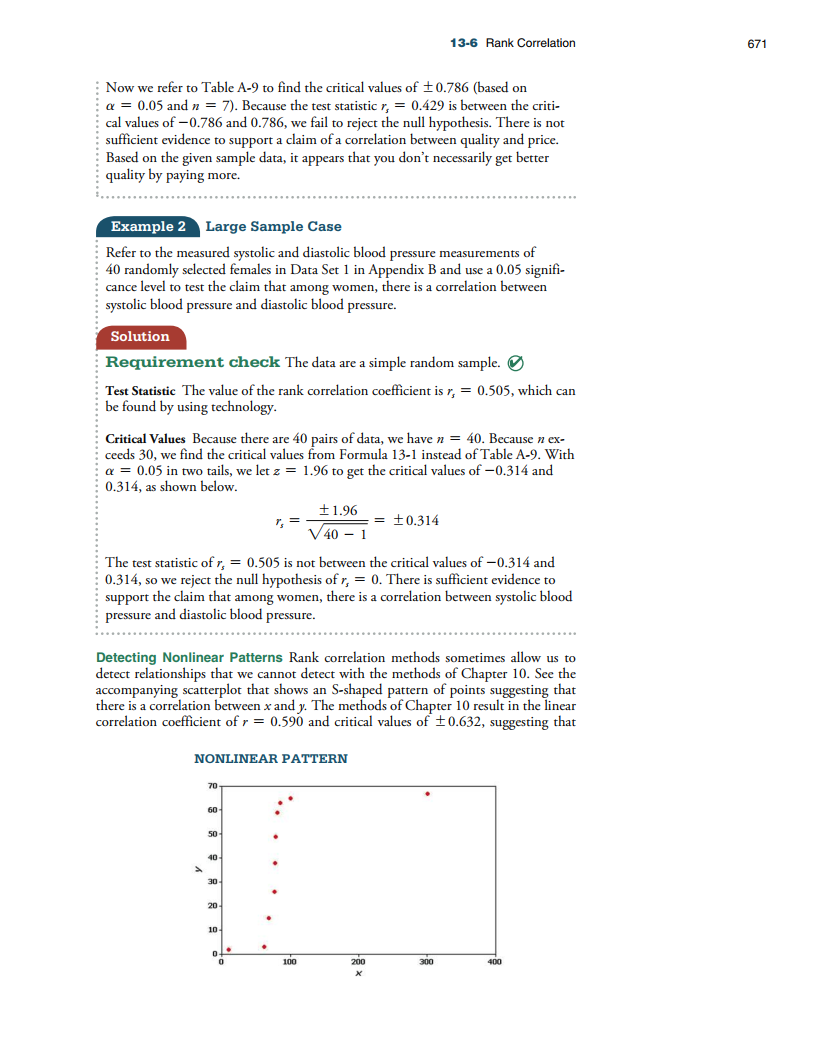 13-6 Rank Correlation 671
Now we refer to Table A-9 to find the critical values of ±0.786 (based on
α = 0.05 and n = 7). Because the test statistic rs = 0.429 is between the criti-
cal values of −0.786 and 0.786, we fail to reject the null hypothesis. There is not
sufficient evidence to support a claim of a correlation between quality and price.
Based on the given sample data, it appears that you don't necessarily get better
quality by paying more.
Example 2 Large Sample Case
Refer to the measured systolic and diastolic blood pressure measurements of
40 randomly selected females in Data Set 1 in Appendix B and use a 0.05 signifi-
cance level to test the claim that among women, there is a correlation between
systolic blood pressure and diastolic blood pressure.
Solution
Requirement check The data are a simple random sample.
Test Statistic The value of the rank correlation coefficient is rs = 0.505, which can
be found by using technology.
Critical Values Because there are 40 pairs of data, we have n = 40. Because n ex-
ceeds 30, we find the critical values from Formula 13-1 instead of Table A-9. With
α = 0.05 in two tails, we let z = 1.96 to get the critical values of −0.314 and
0.314, as shown below.
rs = ±1.96 / √40 − 1 = ±0.314
The test statistic of rs = 0.505 is not between the critical values of −0.314 and
0.314, so we reject the null hypothesis of rs = 0. There is sufficient evidence to
support the claim that among women, there is a correlation between systolic blood
pressure and diastolic blood pressure.
Detecting Nonlinear Patterns Rank correlation methods sometimes allow us to
detect relationships that we cannot detect with the methods of Chapter 10. See the
accompanying scatterplot that shows an S-shaped pattern of points suggesting that
there is a correlation between x and y. The methods of Chapter 10 result in the linear
correlation coefficient of r = 0.590 and critical values of ±0.632, suggesting that
NONLINEAR PATTERN
70
60
50
40
30
20
10
0
y
0 100 200 300 400
x